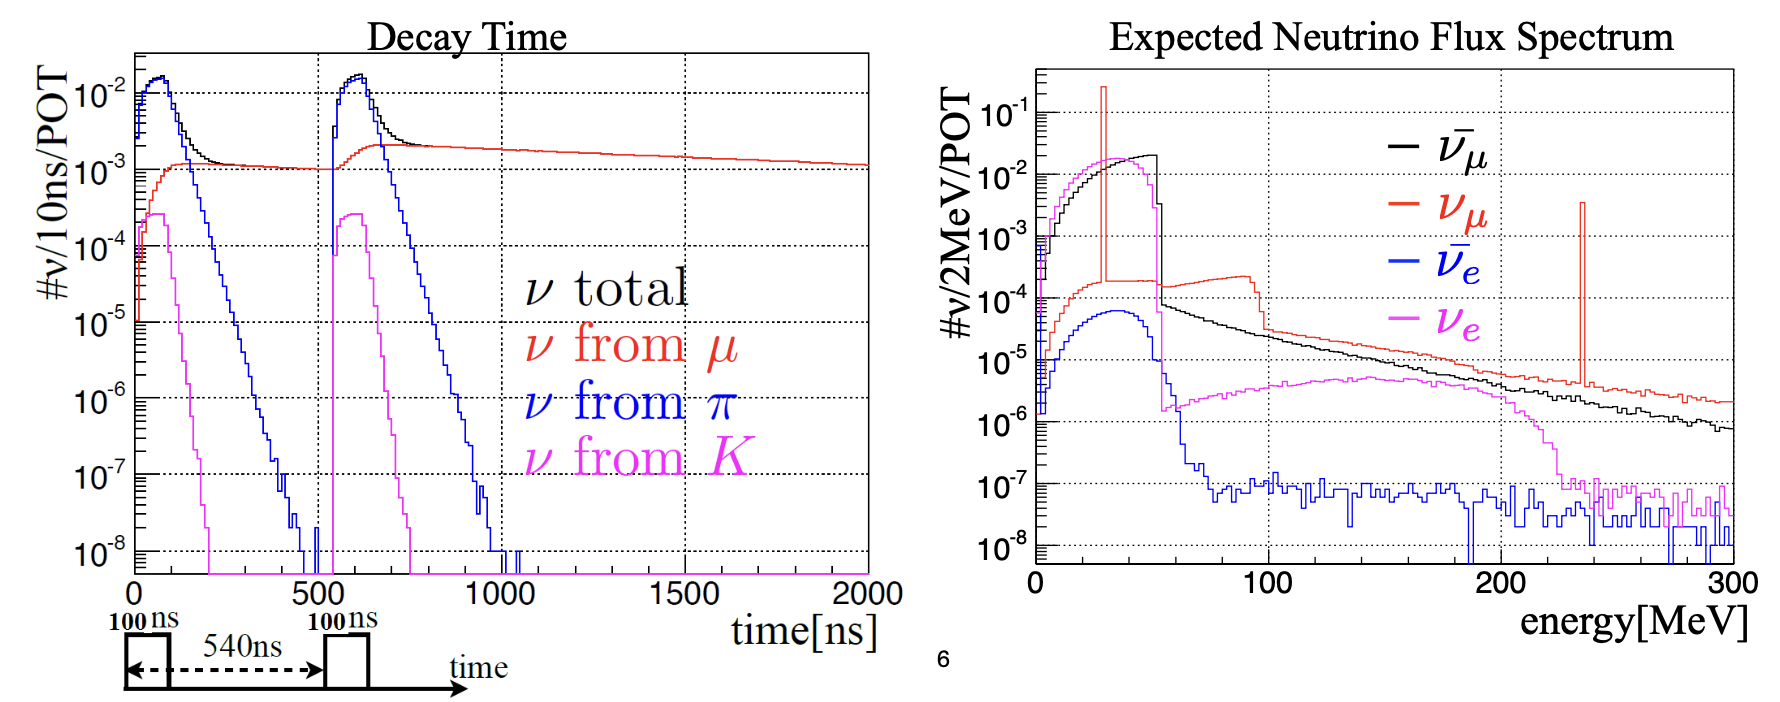 Decay Time
#ν/10ns/POT
10⁻²
10⁻³
10⁻⁴
10⁻⁵
10⁻⁶
10⁻⁷
10⁻⁸
ν total
ν from μ
ν from π
ν from K
0 500 1000 1500 2000
time[ns]
100ns 100ns
540ns
time
Expected Neutrino Flux Spectrum
#ν/2MeV/POT
10⁻¹
10⁻²
10⁻³
10⁻⁴
10⁻⁵
10⁻⁶
10⁻⁷
10⁻⁸
ν̄μ
νμ
ν̄e
νe
0 100 200 300
energy[MeV]
6